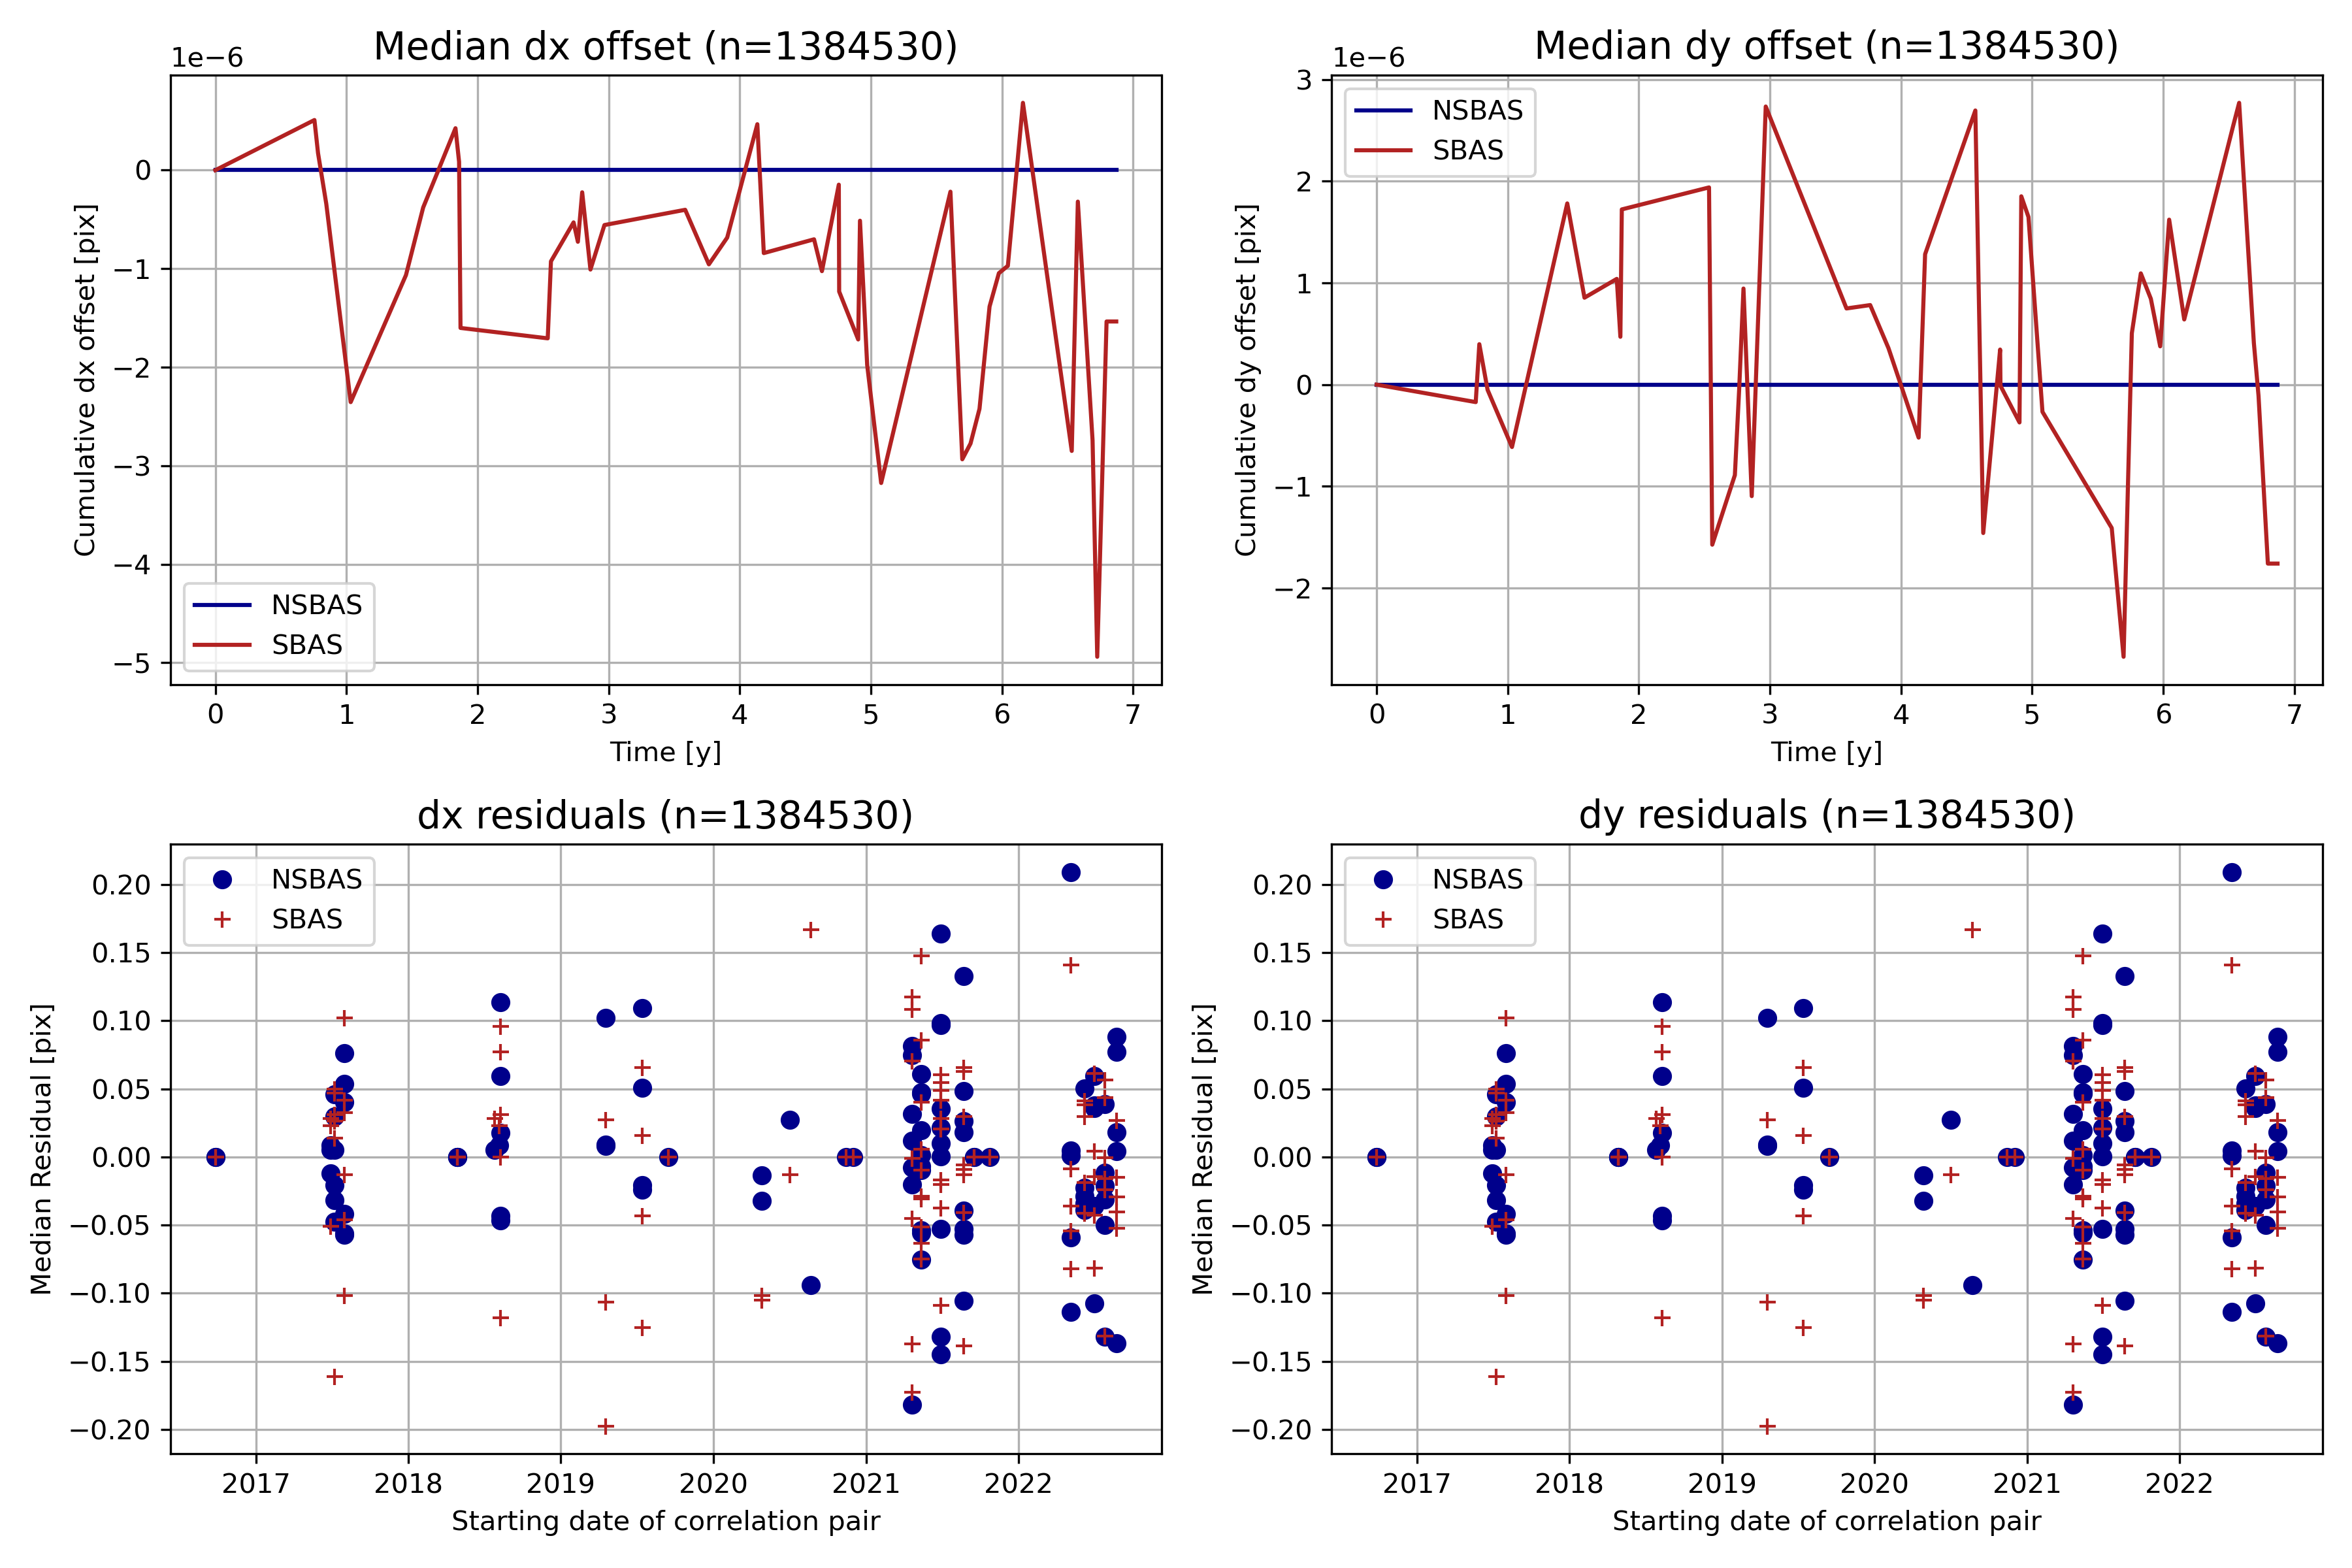 Median dx offset (n=1384530)
1e−6
Cumulative dx offset [pix]
0
−1
−2
−3
−4
−5
NSBAS
SBAS
0 1 2 3 4 5 6 7
Time [y]
Median dy offset (n=1384530)
1e−6
Cumulative dy offset [pix]
3
2
1
0
−1
−2
NSBAS
SBAS
0 1 2 3 4 5 6 7
Time [y]
dx residuals (n=1384530)
Median Residual [pix]
0.20
0.15
0.10
0.05
0.00
−0.05
−0.10
−0.15
−0.20
NSBAS
SBAS
2017 2018 2019 2020 2021 2022
Starting date of correlation pair
dy residuals (n=1384530)
Median Residual [pix]
0.20
0.15
0.10
0.05
0.00
−0.05
−0.10
−0.15
−0.20
NSBAS
SBAS
2017 2018 2019 2020 2021 2022
Starting date of correlation pair